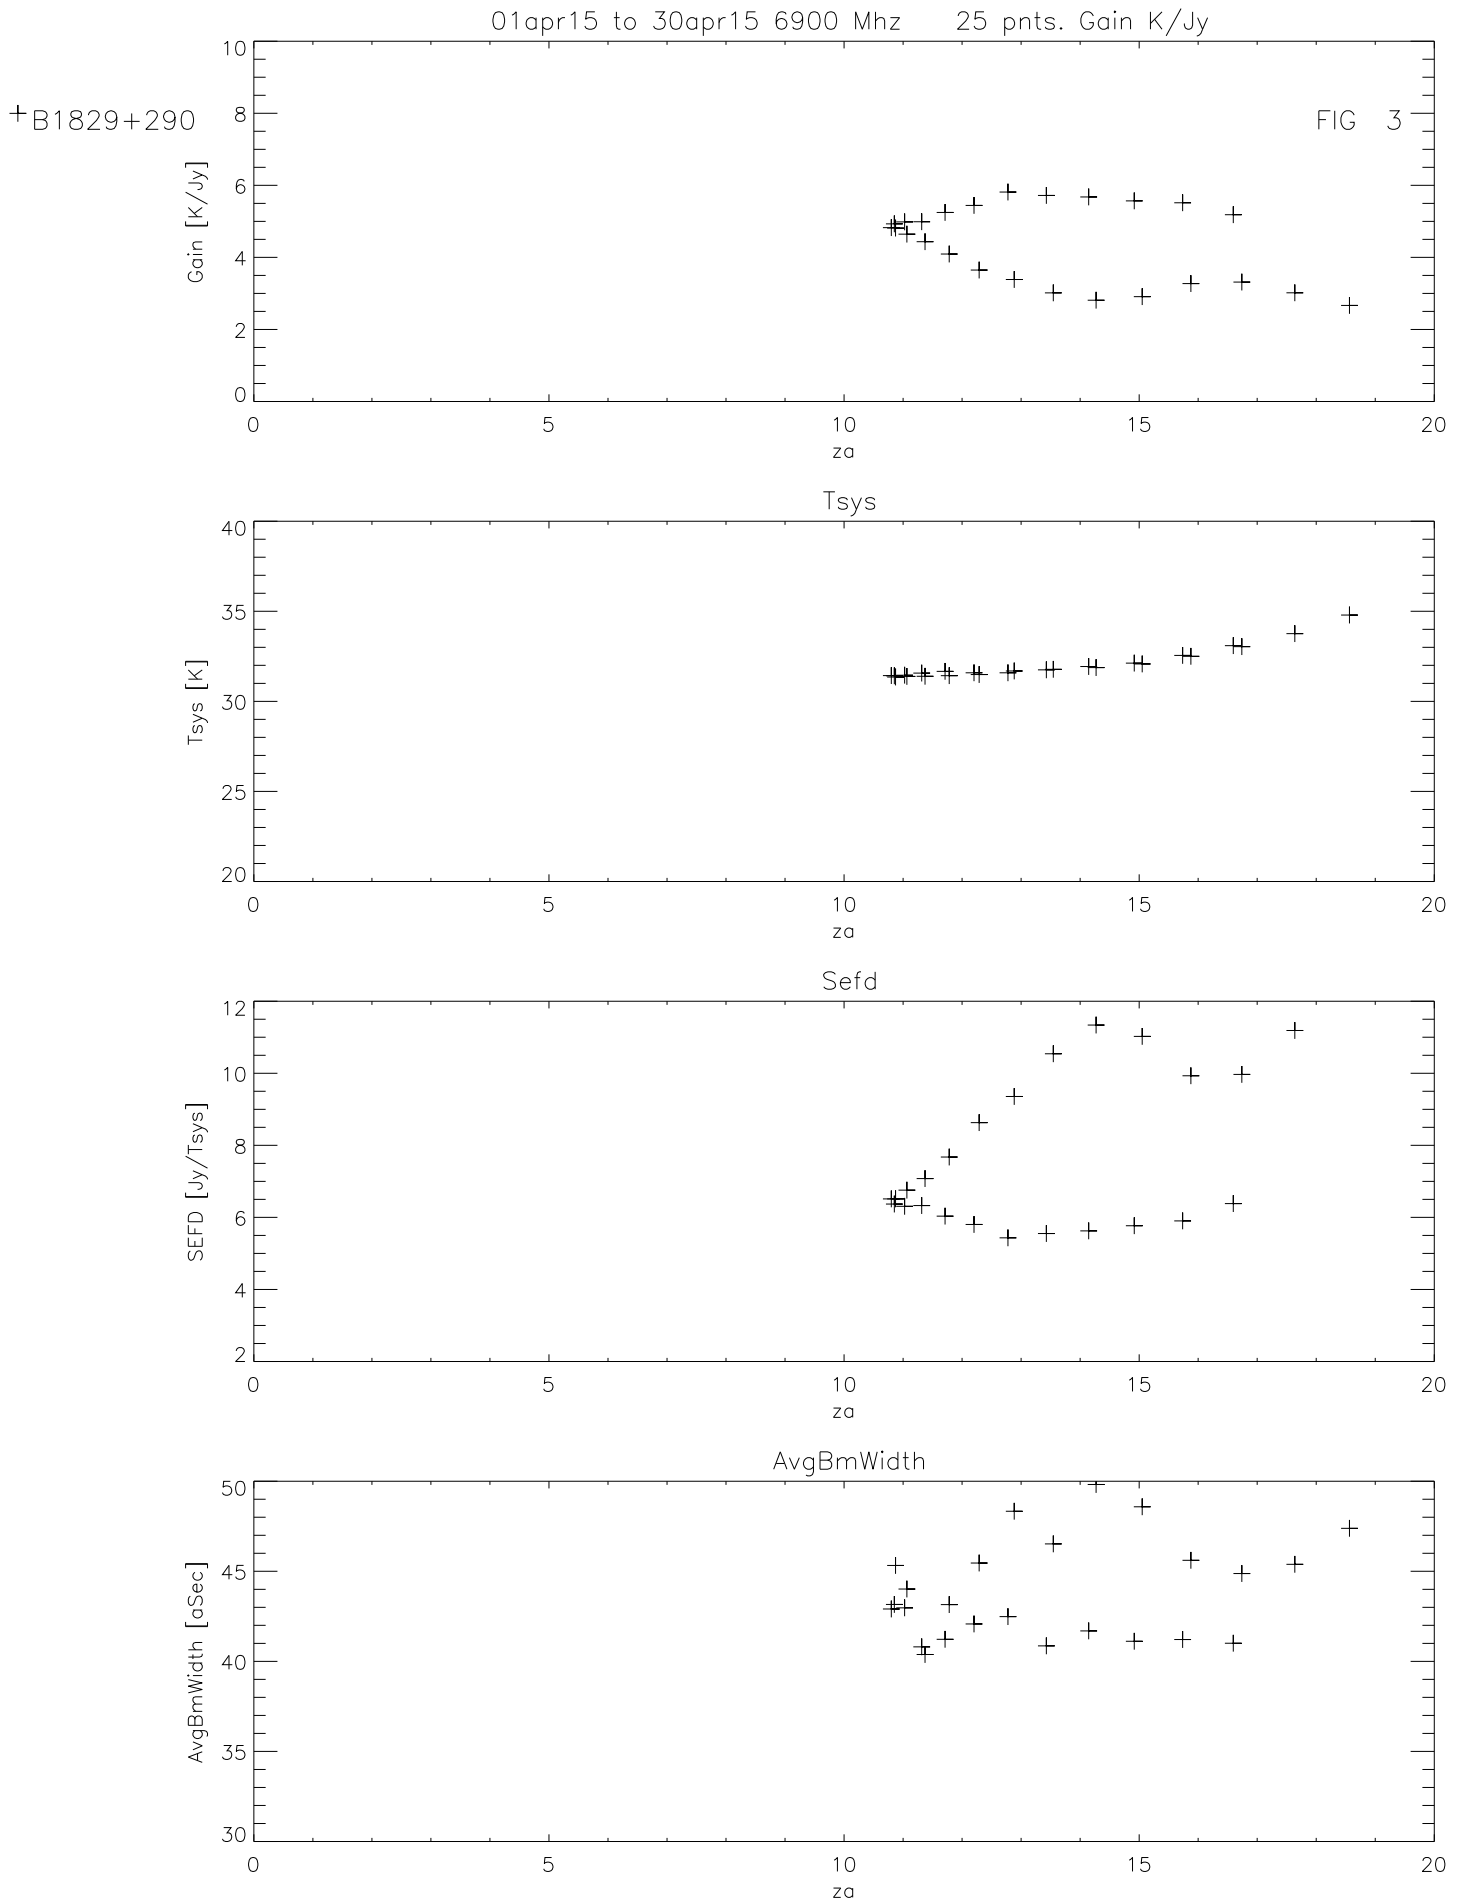 01apr15 to 30apr15 6900 Mhz 25 pnts. Gain K/Jy
+B1829+290
FIG 3
Gain [K/Jy]
10
8
6
4
2
0
0 5 10 15 20
za
Tsys
Tsys [K]
40
35
30
25
20
0 5 10 15 20
za
Sefd
SEFD [Jy/Tsys]
12
10
8
6
4
2
0 5 10 15 20
za
AvgBmWidth
AvgBmWidth [aSec]
50
45
40
35
30
0 5 10 15 20
za